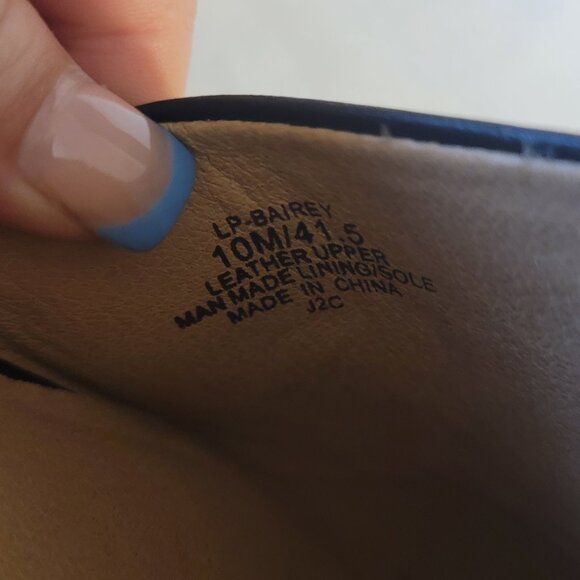 LP-BAIREY
10M/41.5
LEATHER UPPER
MAN MADE LINING/SOLE
MADE IN CHINA
J2C